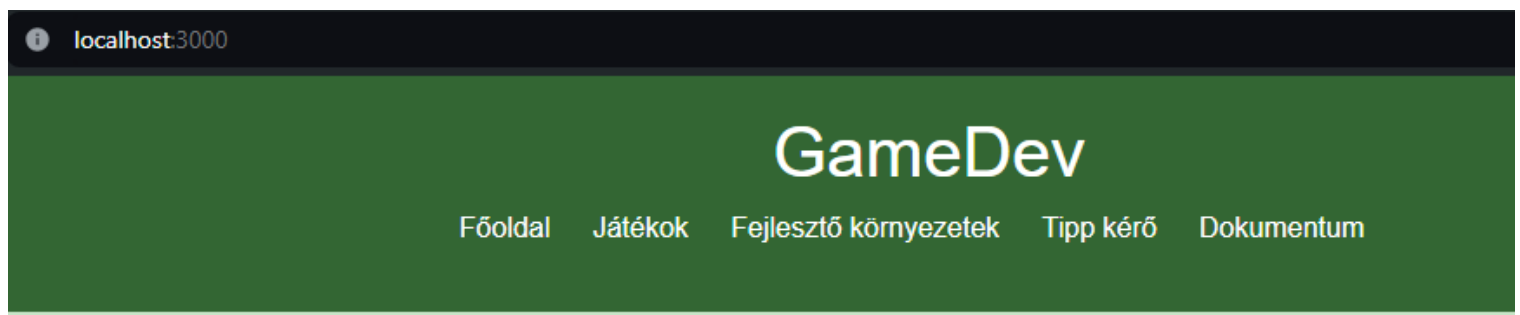 localhost:3000
GameDev
Főoldal Játékok Fejlesztő környezetek Tipp kérő Dokumentum